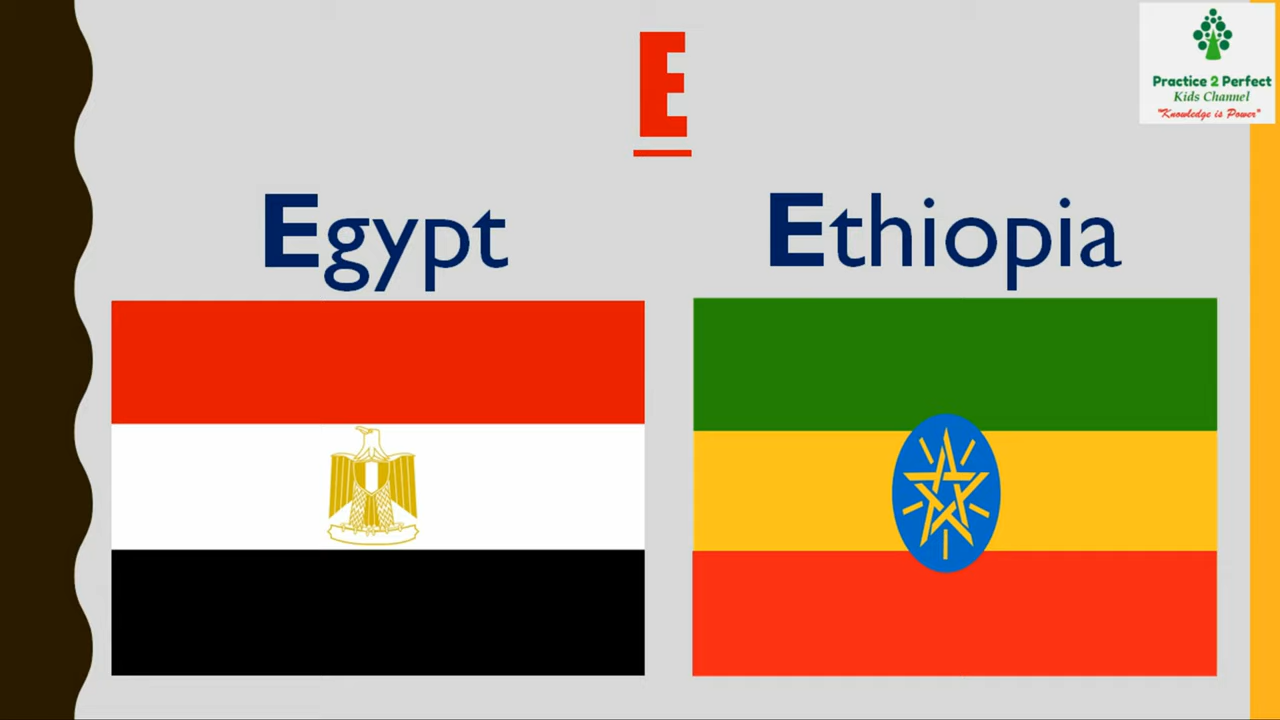 E
Practice 2 Perfect
Kids Channel
"Knowledge is Power"
Egypt
Ethiopia